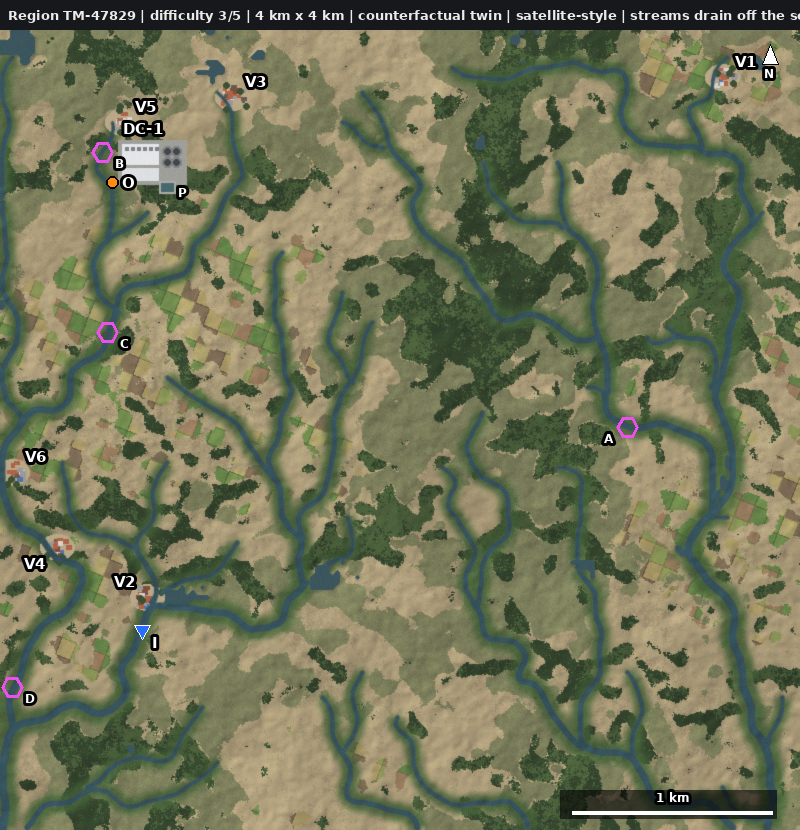 Region TM-47829 | difficulty 3/5 | 4 km x 4 km | counterfactual twin | satellite-style | streams drain off the
V1
N
V3
V5
DC-1
B
O
P
C
A
V6
V4
V2
I
D
1 km